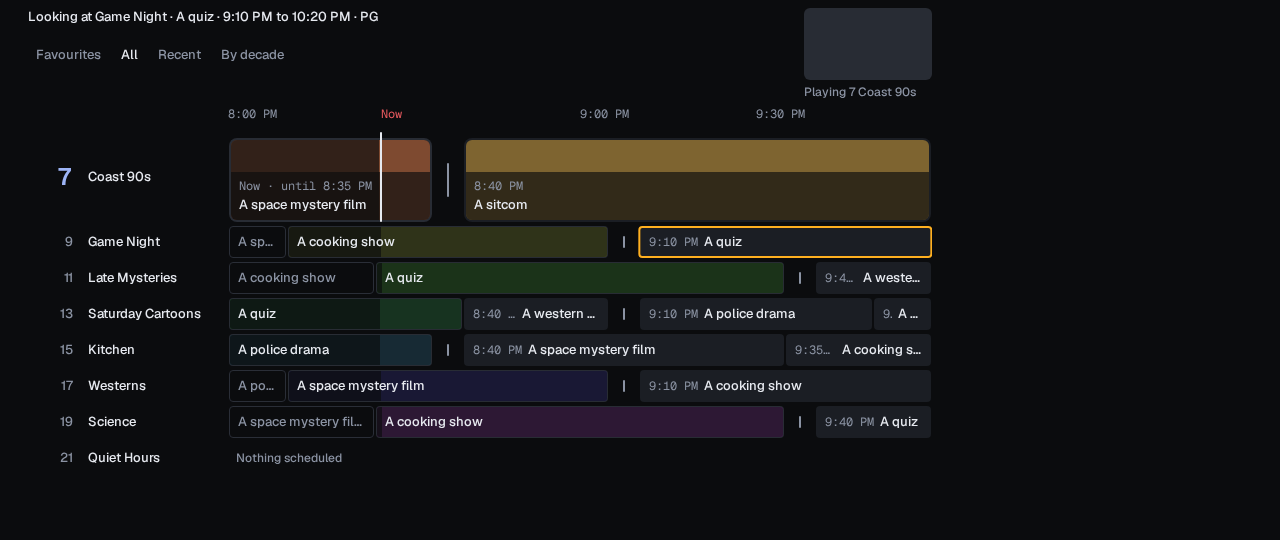 Looking at Game Night · A quiz · 9:10 PM to 10:20 PM · PG
Favourites All Recent By decade
Playing 7 Coast 90s
8:00 PM Now 9:00 PM 9:30 PM
7 Coast 90s
Now · until 8:35 PM
A space mystery film
8:40 PM
A sitcom
9 Game Night A sp… A cooking show 9:10 PM A quiz
11 Late Mysteries A cooking show A quiz 9:4… A weste…
13 Saturday Cartoons A quiz 8:40 … A western … 9:10 PM A police drama 9. A …
15 Kitchen A police drama 8:40 PM A space mystery film 9:35… A cooking s…
17 Westerns A po… A space mystery film 9:10 PM A cooking show
19 Science A space mystery fil… A cooking show 9:40 PM A quiz
21 Quiet Hours Nothing scheduled